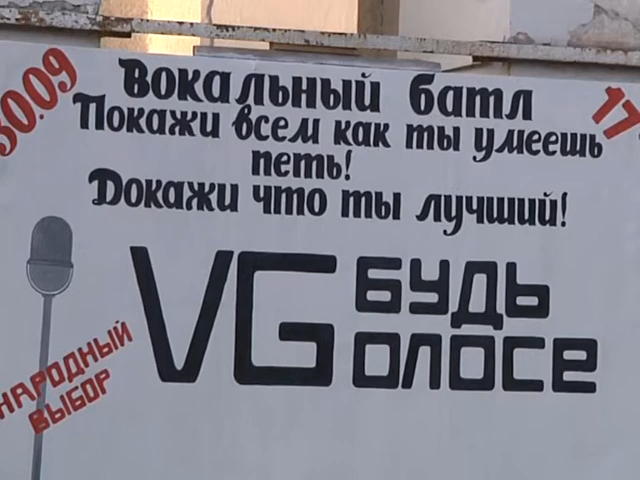 30.09
Вокальный батл
17
Покажи всем как ты умеешь
петь!
Докажи что ты лучший!
VG
БУДЬ
ОЛОСЕ
НАРОДНЫЙ
ВЫБОР